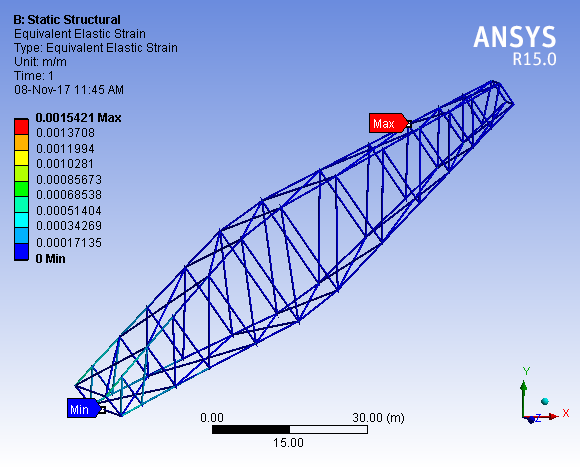 B: Static Structural
Equivalent Elastic Strain
Type: Equivalent Elastic Strain
Unit: m/m
Time: 1
08-Nov-17 11:45 AM
ANSYS
R15.0
0.0015421 Max
0.0013708
0.0011994
0.0010281
0.00085673
0.00068538
0.00051404
0.00034269
0.00017135
0 Min
Max
Min
0.00
30.00 (m)
15.00
Y
X
Z